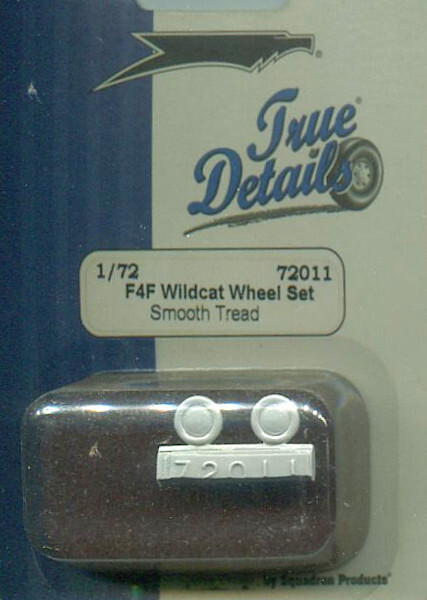 True
Details®
1/72 72011
F4F Wildcat Wheel Set
Smooth Tread
72011
by Squadron Products